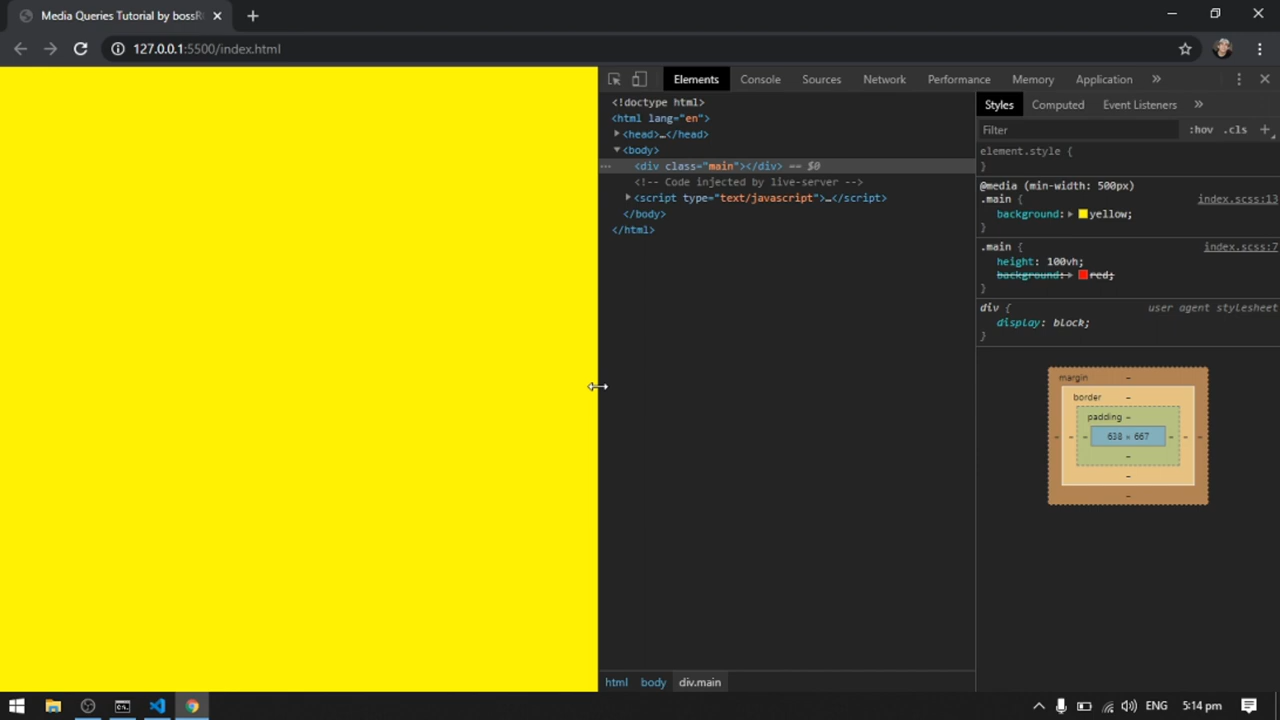 Media Queries Tutorial by bossR
127.0.0.1:5500/index.html
Elements Console Sources Network Performance Memory Application »
<!doctype html>
<html lang="en">
<head>…</head>
<body>
<div class="main"></div> == $0
<!-- Code injected by live-server -->
<script type="text/javascript">…</script>
</body>
</html>
html body div.main
Styles Computed Event Listeners »
Filter :hov .cls +
element.style {
}
@media (min-width: 500px)
.main { index.scss:13
background: yellow;
}
.main { index.scss:7
height: 100vh;
background: red;
}
div { user agent stylesheet
display: block;
}
margin –
border –
padding –
– – – 638 × 667 – – –
–
–
–
ENG 5:14 pm